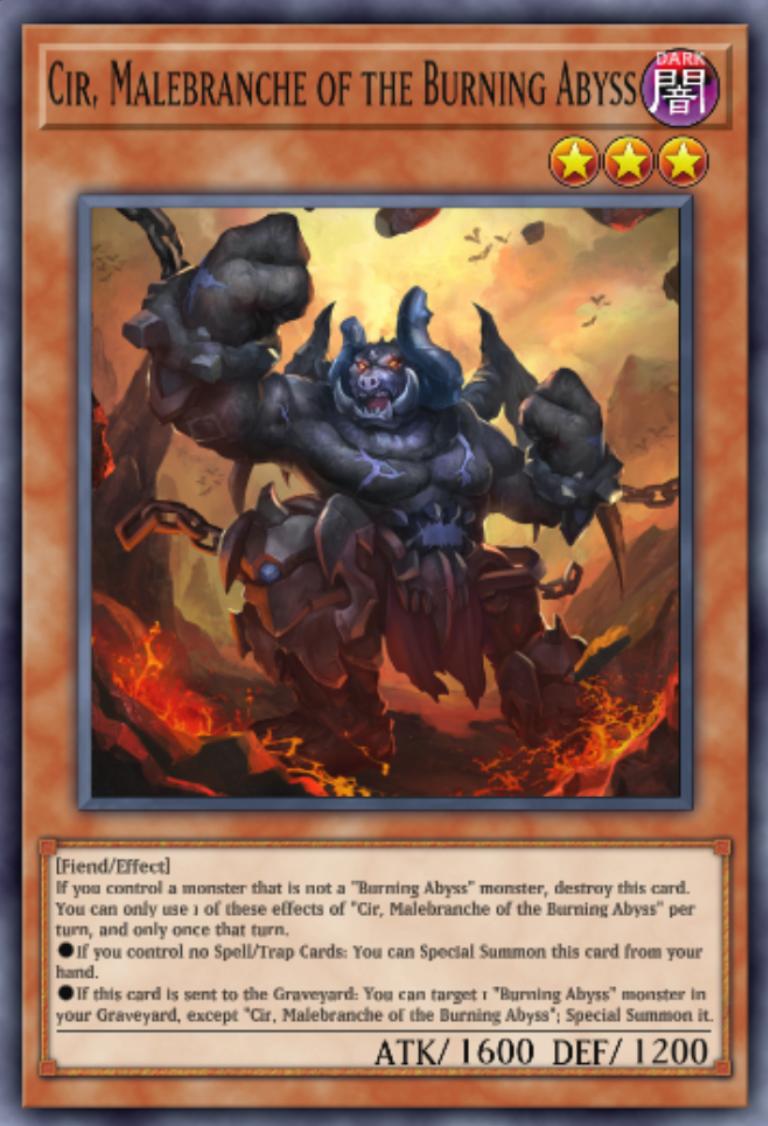 Cir, Malebranche of the Burning Abyss
DARK
闇
[Fiend/Effect]
If you control a monster that is not a "Burning Abyss" monster, destroy this card.
You can only use 1 of these effects of "Cir, Malebranche of the Burning Abyss" per
turn, and only once that turn.
●If you control no Spell/Trap Cards: You can Special Summon this card from your
hand.
●If this card is sent to the Graveyard: You can target 1 "Burning Abyss" monster in
your Graveyard, except "Cir, Malebranche of the Burning Abyss"; Special Summon it.
ATK/ 1600 DEF/ 1200